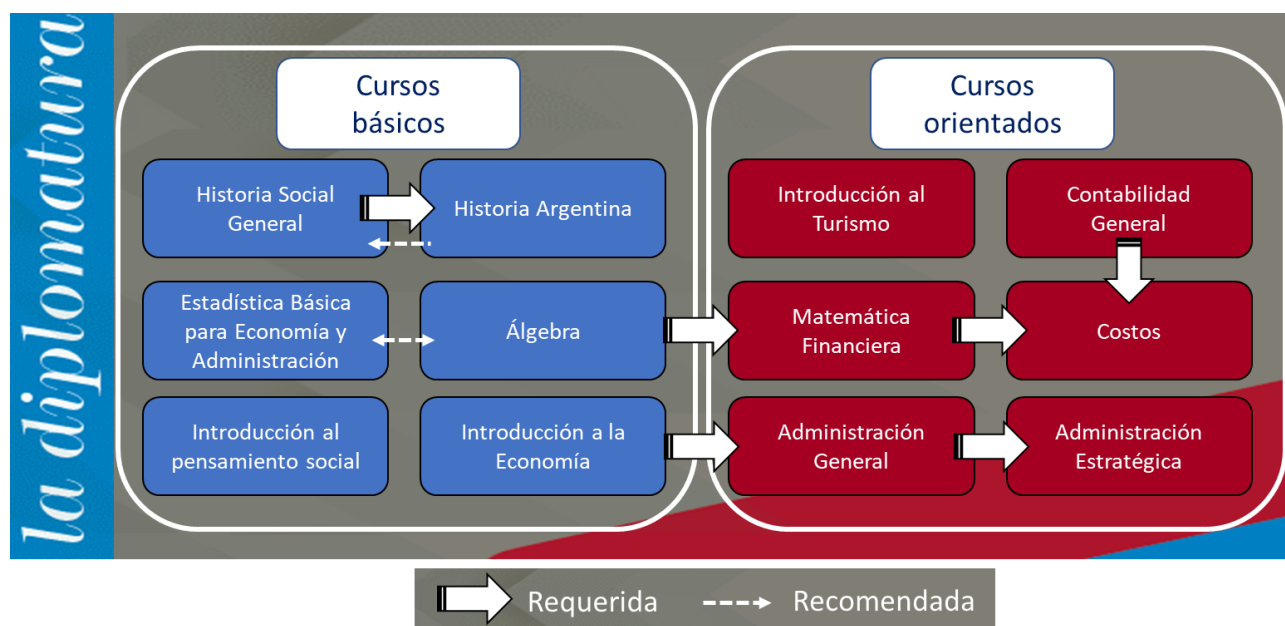 la diplomatura
Cursos
básicos
Cursos
orientados
Historia Social
General
Historia Argentina
Introducción al
Turismo
Contabilidad
General
Estadística Básica
para Economía y
Administración
Álgebra
Matemática
Financiera
Costos
Introducción al
pensamiento social
Introducción a la
Economía
Administración
General
Administración
Estratégica
Requerida
Recomendada